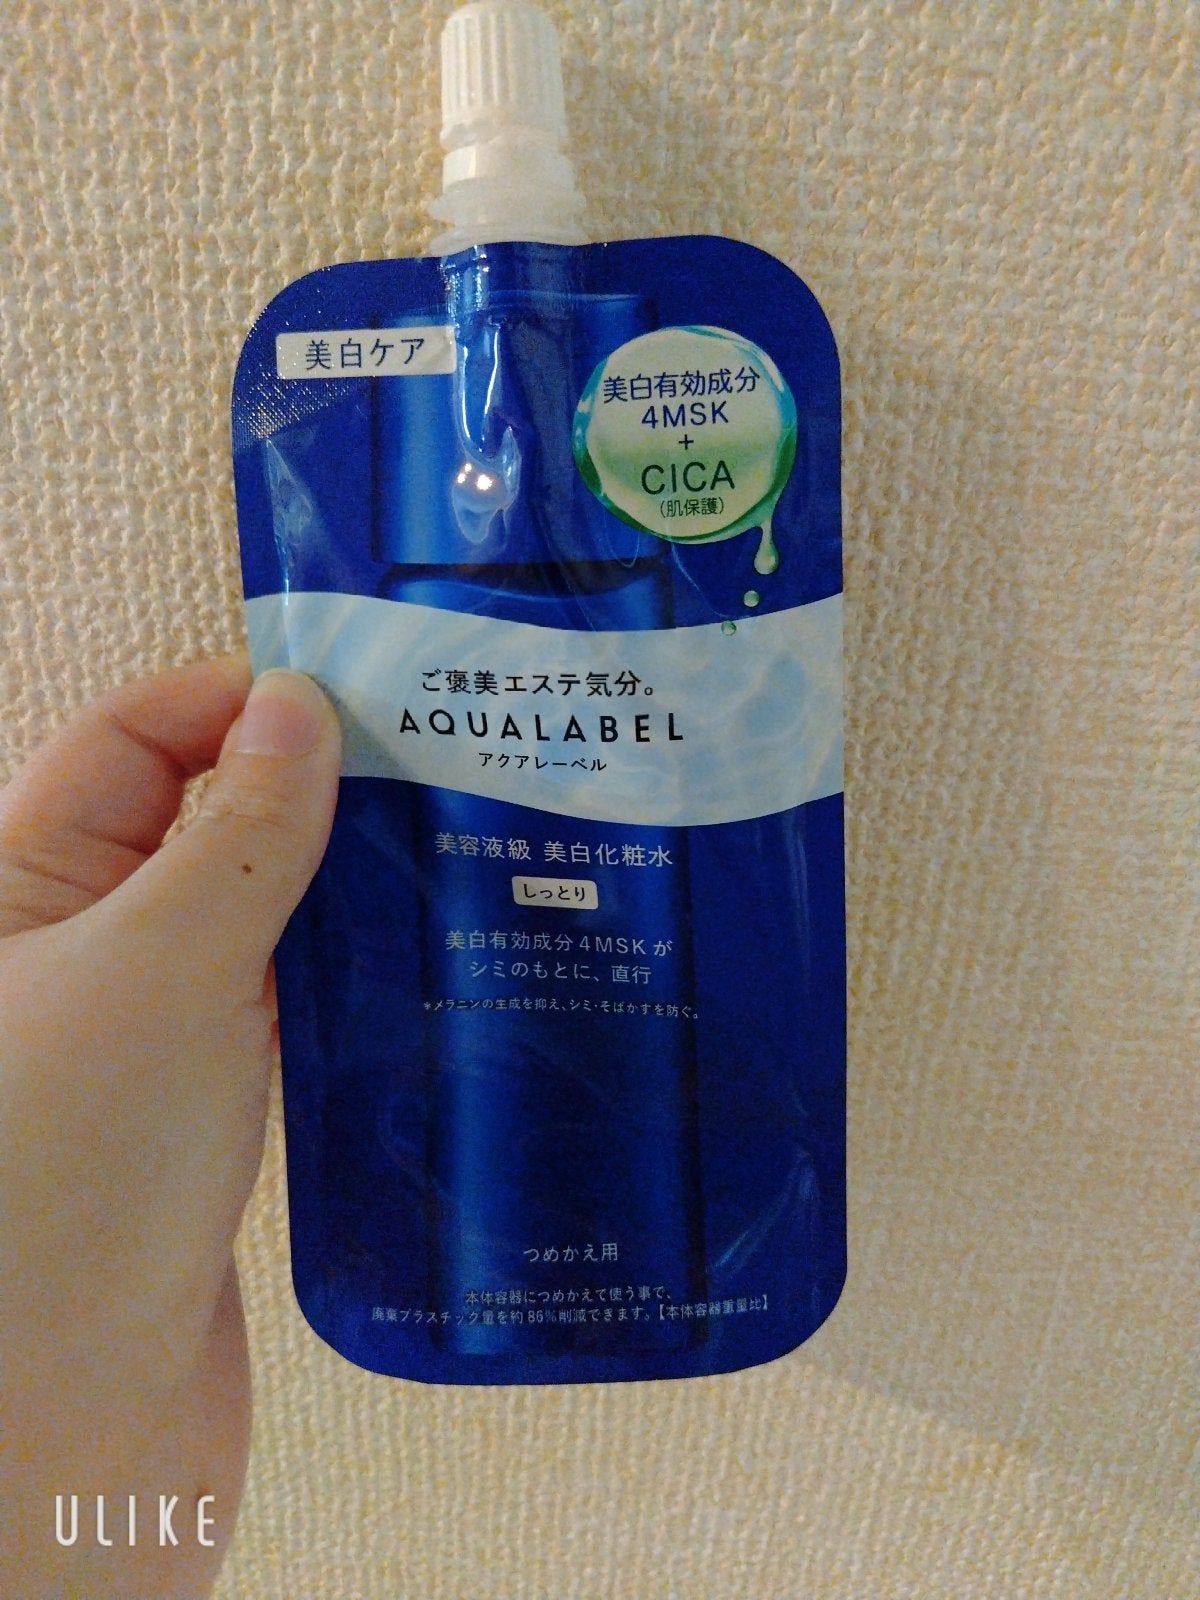 美白ケア
美白有効成分
4MSK
+
CICA
(肌保護)
ご褒美エステ気分。
AQUALABEL
アクアレーベル
美容液級 美白化粧水
しっとり
美白有効成分4MSKが
シミのもとに、直行
*メラニンの生成を抑え、シミ・そばかすを防ぐ。
つめかえ用
本体容器につめかえて使う事で、
廃棄プラスチック量を約86%削減できます。【本体容器重量比】
ULIKE